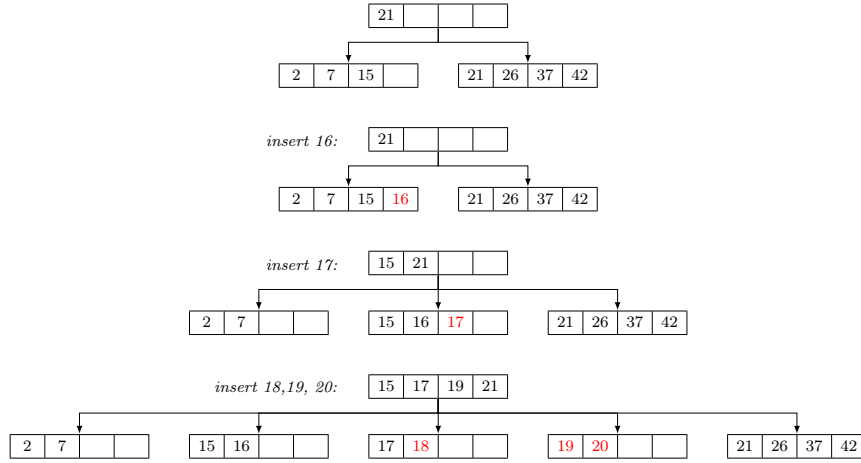 21
2 7 15
21 26 37 42
insert 16:
21
2 7 15 16
21 26 37 42
insert 17:
15 21
2 7
15 16 17
21 26 37 42
insert 18,19, 20:
15 17 19 21
2 7
15 16
17 18
19 20
21 26 37 42